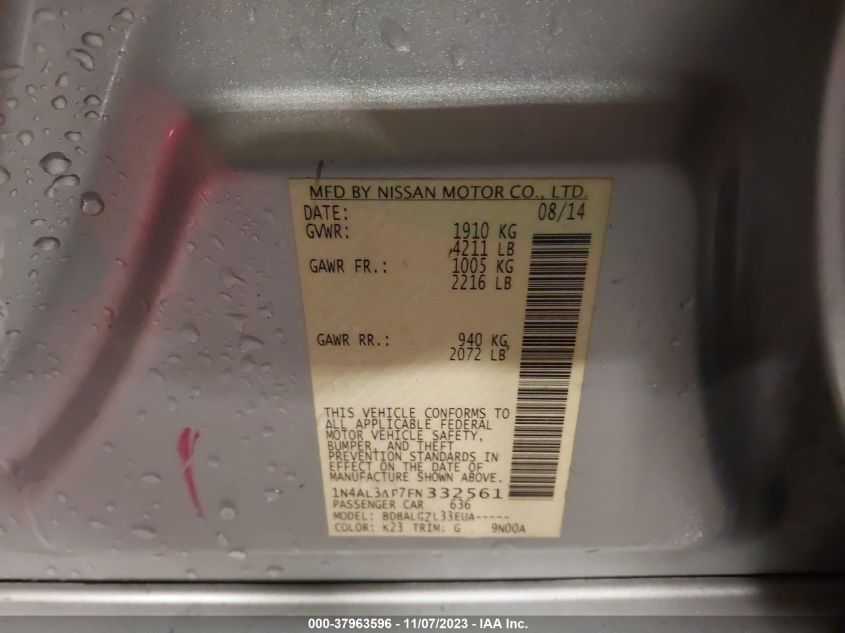 MFD BY NISSAN MOTOR CO., LTD.
DATE: 08/14
GVWR: 1910 KG
4211 LB
GAWR FR.: 1005 KG
2216 LB
GAWR RR.: 940 KG
2072 LB
THIS VEHICLE CONFORMS TO
ALL APPLICABLE FEDERAL
MOTOR VEHICLE SAFETY,
BUMPER, AND THEFT
PREVENTION STANDARDS IN
EFFECT ON THE DATE OF
MANUFACTURE SHOWN ABOVE.
1N4AL3AP7FN332561
PASSENGER CAR 636
MODEL: BDBALGZL33EUA-----
COLOR: K23 TRIM: G 9N00A
000-37963596 - 11/07/2023 - IAA Inc.